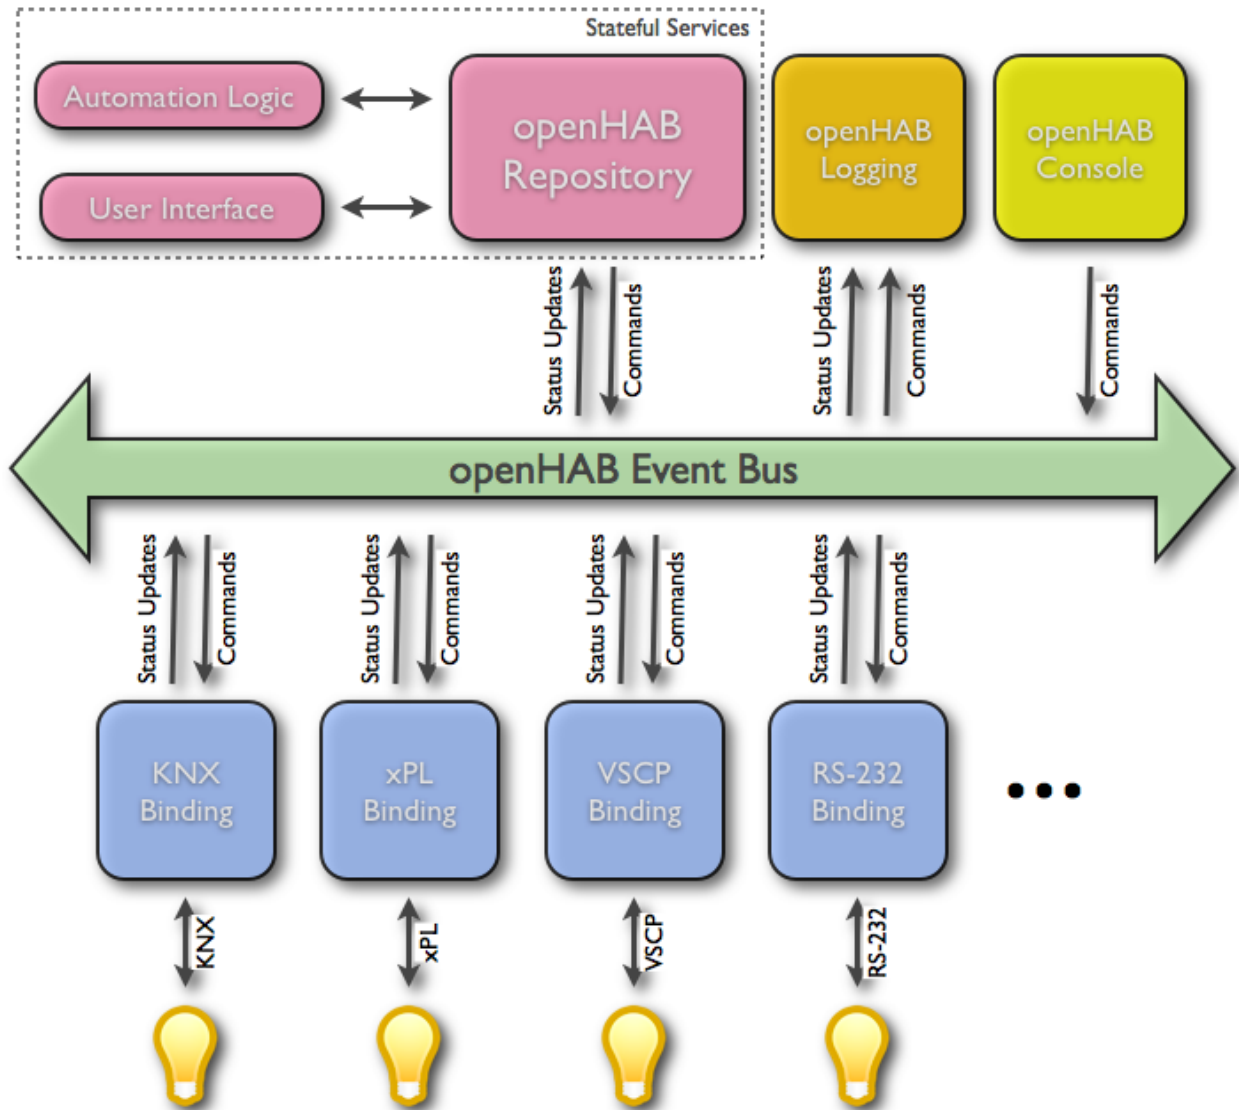 Stateful Services
Automation Logic
User Interface
openHAB
Repository
openHAB
Logging
openHAB
Console
Status Updates
Commands
Status Updates
Commands
Commands
openHAB Event Bus
Status Updates
Commands
Status Updates
Commands
Status Updates
Commands
Status Updates
Commands
KNX
Binding
xPL
Binding
VSCP
Binding
RS-232
Binding
...
KNX
xPL
VSCP
RS-232